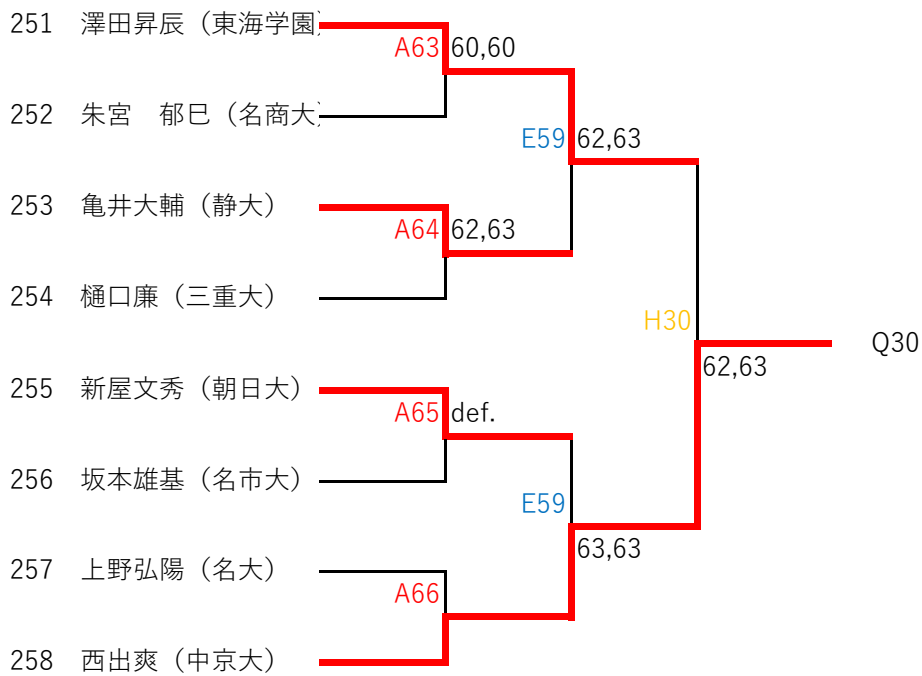 251 澤田昇辰（東海学園）
A63 60,60
252 朱宮　郁巳（名商大）
E59 62,63
253 亀井大輔（静大）
A64 62,63
254 樋口廉（三重大）
H30
62,63
Q30
255 新屋文秀（朝日大）
A65 def.
256 坂本雄基（名市大）
E59
63,63
257 上野弘陽（名大）
A66
258 西出爽（中京大）